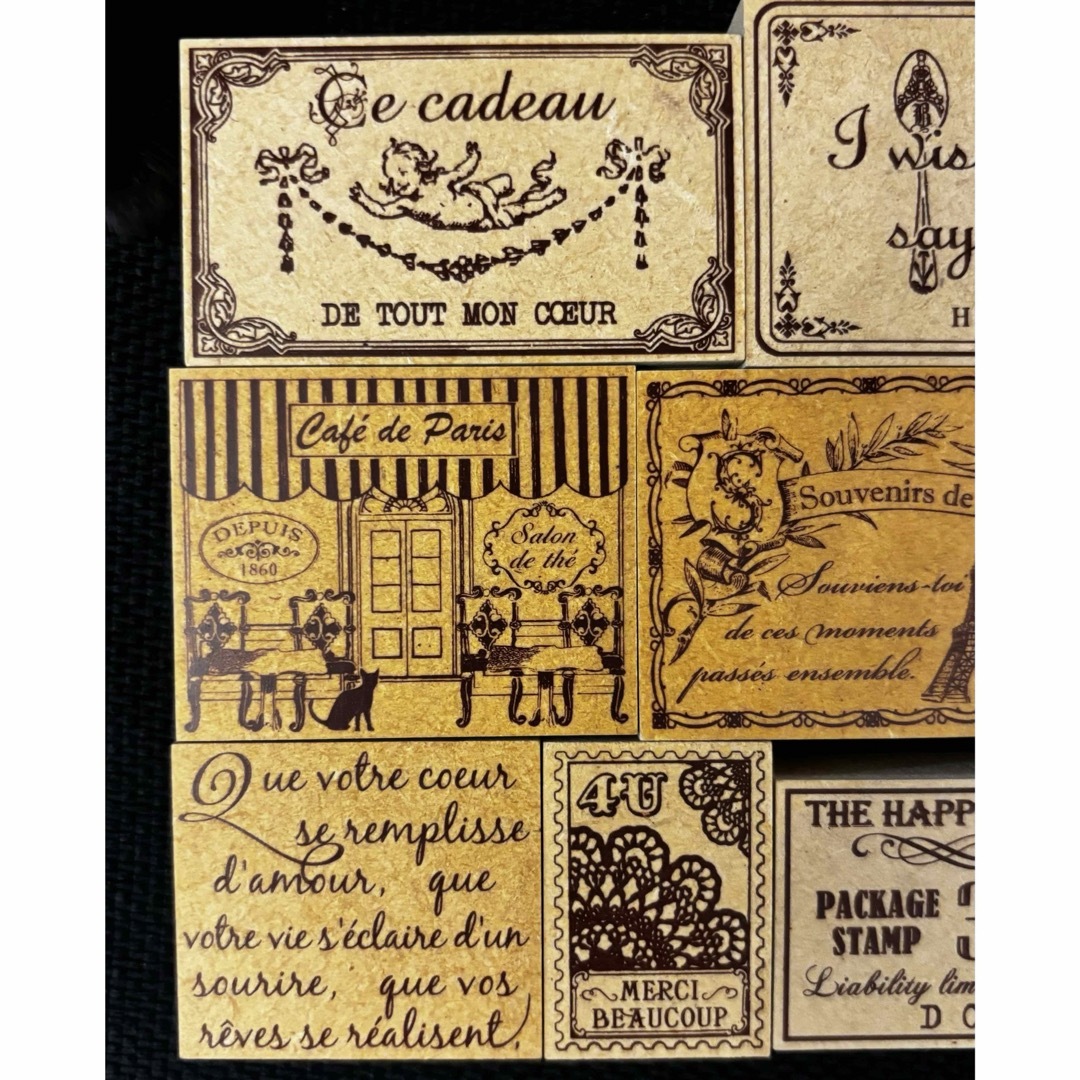 Ce cadeau
DE TOUT MON CŒUR
I
say
H
Café de Paris
DEPUIS
1860
Salon
de thé
Souvenirs de
Souviens-toi
de ces moments
passés ensemble.
Que votre coeur
se remplisse
d'amour, que
votre vie s'éclaire d'un
sourire, que vos
rêves se réalisent,
4U
MERCI
BEAUCOUP
THE HAPP
PACKAGE
STAMP
Liability lim
D